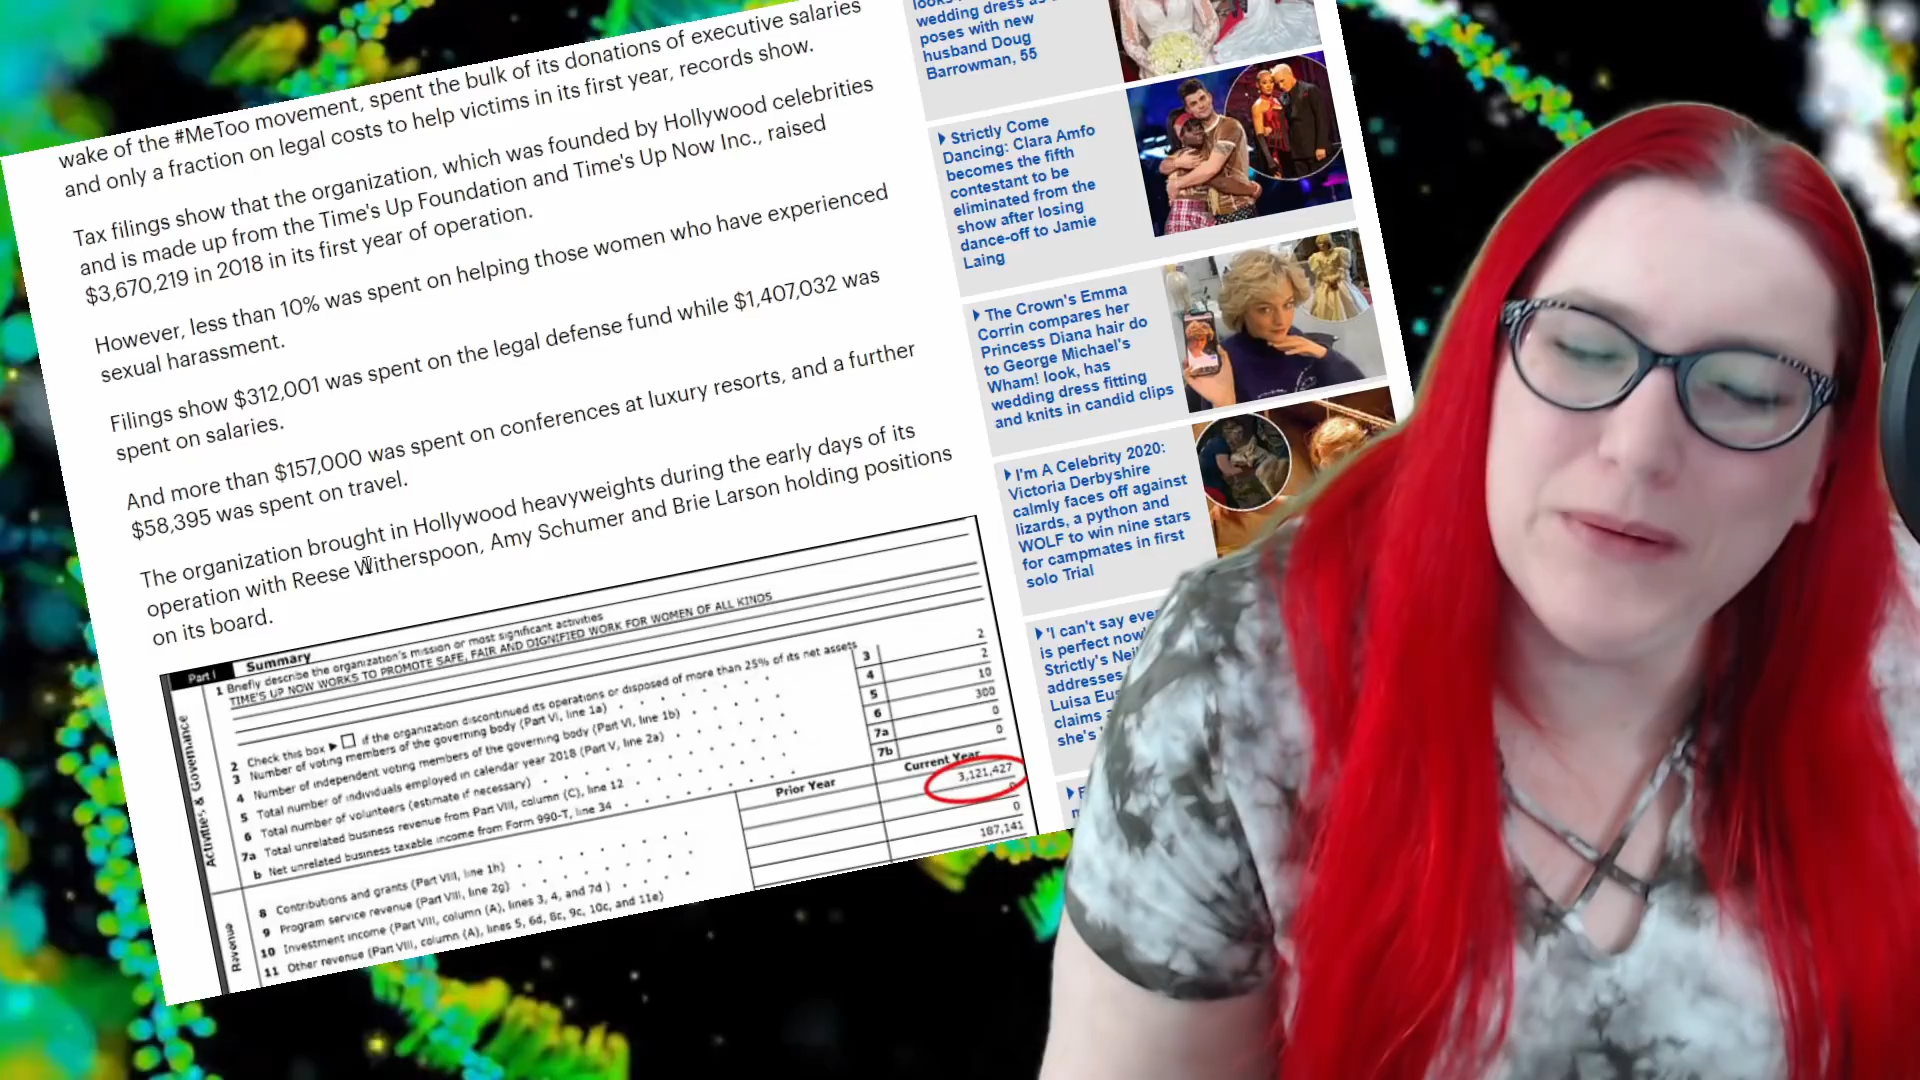 wake of the #MeToo movement, spent the bulk of its donations of executive salaries
and only a fraction on legal costs to help victims in its first year, records show.
Tax filings show that the organization, which was founded by Hollywood celebrities
and is made up from the Time's Up Foundation and Time's Up Now Inc., raised
$3,670,219 in 2018 in its first year of operation.
However, less than 10% was spent on helping those women who have experienced
sexual harassment.
Filings show $312,001 was spent on the legal defense fund while $1,407,032 was
spent on salaries.
And more than $157,000 was spent on conferences at luxury resorts, and a further
$58,395 was spent on travel.
The organization brought in Hollywood heavyweights during the early days of its
operation with Reese Witherspoon, Amy Schumer and Brie Larson holding positions
on its board.
Part I
Summary
1 Briefly describe the organization's mission or most significant activities
TIME'S UP NOW WORKS TO PROMOTE SAFE, FAIR AND DIGNIFIED WORK FOR WOMEN OF ALL KINDS
Activities & Governance
2 Check this box ▶ ☐ if the organization discontinued its operations or disposed of more than 25% of its net assets
3 Number of voting members of the governing body (Part VI, line 1a) 3 2
4 Number of independent voting members of the governing body (Part VI, line 1b) 4 2
5 Total number of individuals employed in calendar year 2018 (Part V, line 2a) 5 10
6 Total number of volunteers (estimate if necessary) 6 300
7a Total unrelated business revenue from Part VIII, column (C), line 12 7a 0
b Net unrelated business taxable income from Form 990-T, line 34 7b 0
Prior Year Current Year
Revenue
8 Contributions and grants (Part VIII, line 1h) 3,121,427
9 Program service revenue (Part VIII, line 2g) 0
10 Investment income (Part VIII, column (A), lines 3, 4, and 7d ) 0
11 Other revenue (Part VIII, column (A), lines 5, 6d, 8c, 9c, 10c, and 11e) 187,141
looks
wedding dress as
poses with new
husband Doug
Barrowman, 55
Strictly Come
Dancing: Clara Amfo
becomes the fifth
contestant to be
eliminated from the
show after losing
dance-off to Jamie
Laing
The Crown's Emma
Corrin compares her
Princess Diana hair do
to George Michael's
Wham! look, has
wedding dress fitting
and knits in candid clips
I'm A Celebrity 2020:
Victoria Derbyshire
calmly faces off against
lizards, a python and
WOLF to win nine stars
for campmates in first
solo Trial
'I can't say eve
is perfect now
Strictly's Nei
addresses
Luisa Eus
claims
she's